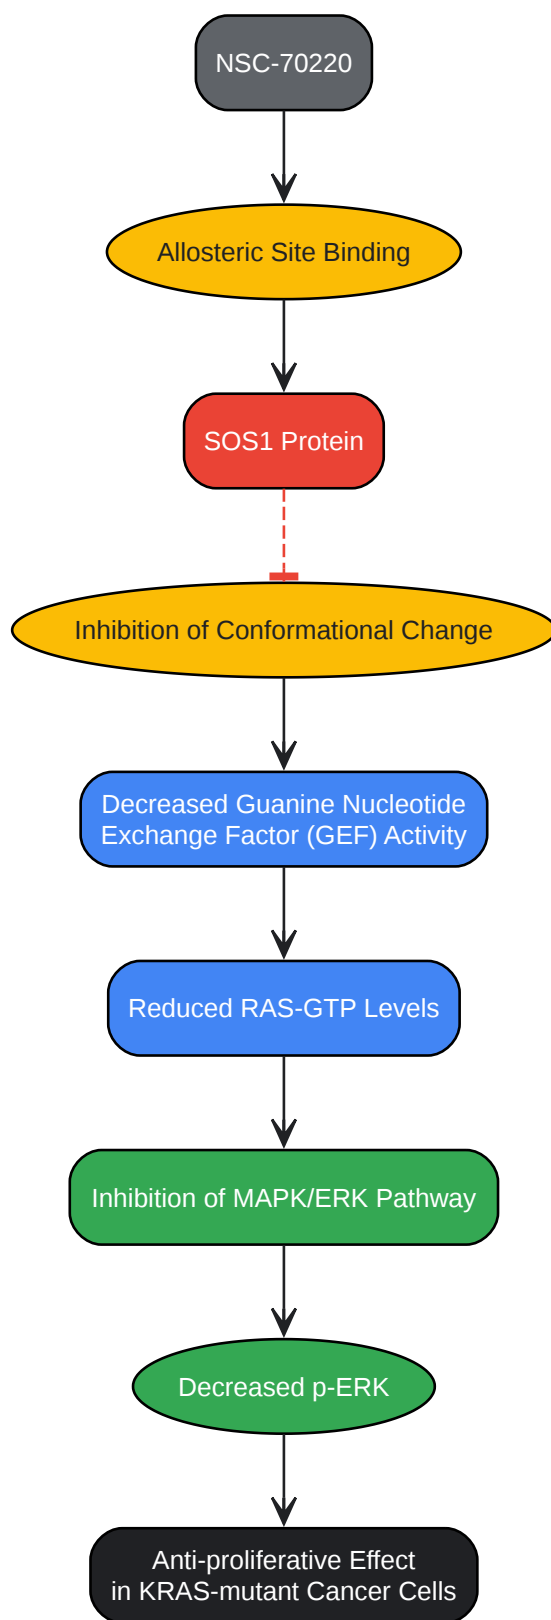 NSC-70220
Allosteric Site Binding
SOS1 Protein
Inhibition of Conformational Change
Decreased Guanine Nucleotide
Exchange Factor (GEF) Activity
Reduced RAS-GTP Levels
Inhibition of MAPK/ERK Pathway
Decreased p-ERK
Anti-proliferative Effect
in KRAS-mutant Cancer Cells